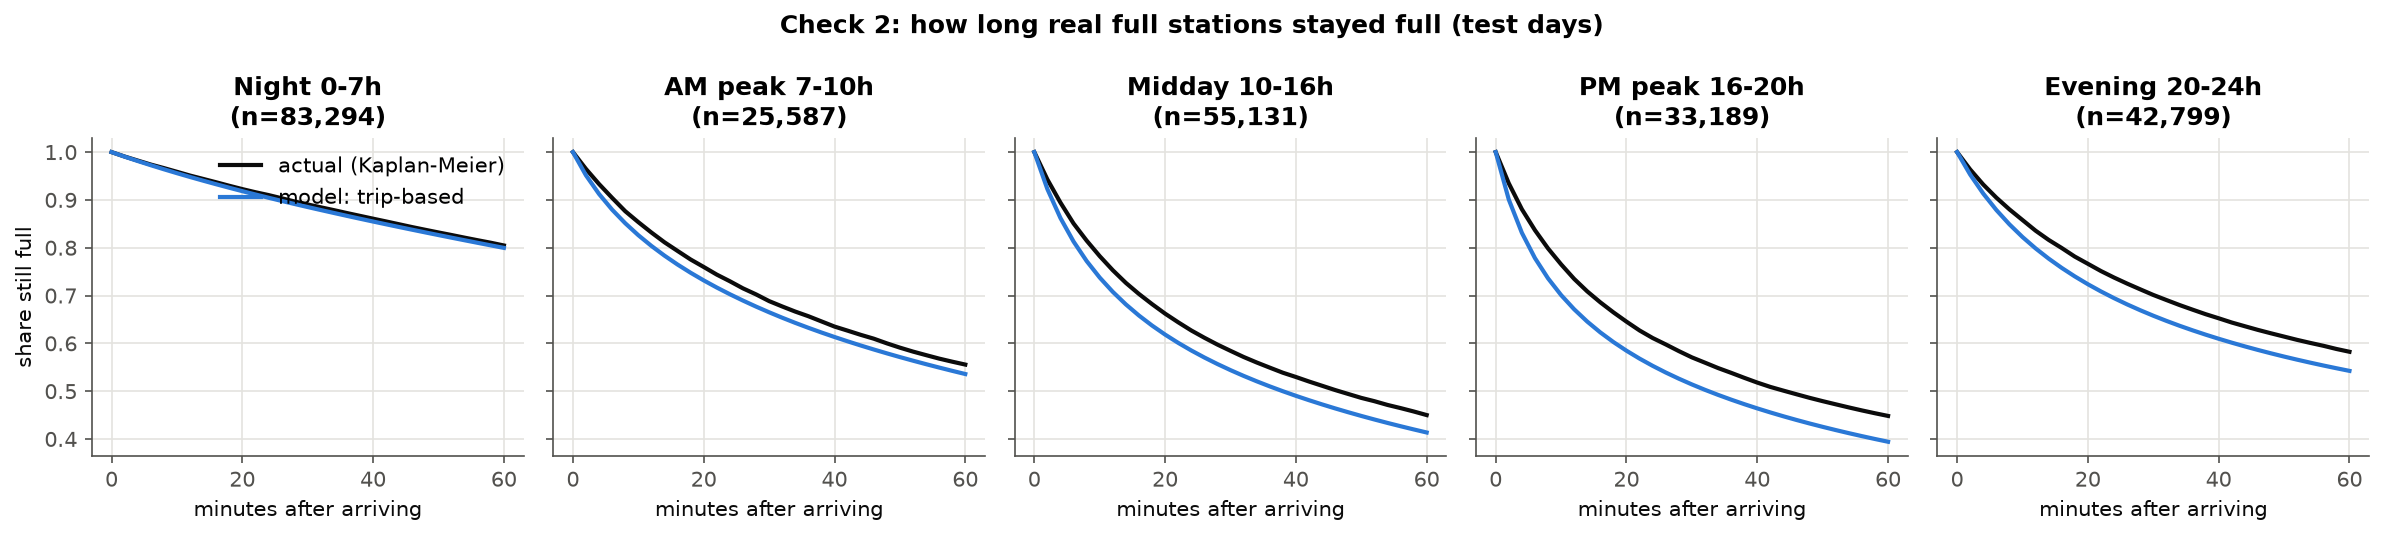 Check 2: how long real full stations stayed full (test days)
Night 0-7h
(n=83,294)
AM peak 7-10h
(n=25,587)
Midday 10-16h
(n=55,131)
PM peak 16-20h
(n=33,189)
Evening 20-24h
(n=42,799)
actual (Kaplan-Meier)
model: trip-based
share still full
1.0
0.9
0.8
0.7
0.6
0.5
0.4
0 20 40 60
0 20 40 60
0 20 40 60
0 20 40 60
0 20 40 60
minutes after arriving
minutes after arriving
minutes after arriving
minutes after arriving
minutes after arriving